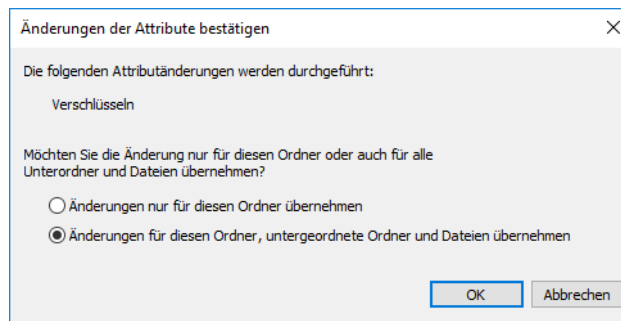 Änderungen der Attribute bestätigen
Die folgenden Attributänderungen werden durchgeführt:
Verschlüsseln
Möchten Sie die Änderung nur für diesen Ordner oder auch für alle
Unterordner und Dateien übernehmen?
Änderungen nur für diesen Ordner übernehmen
Änderungen für diesen Ordner, untergeordnete Ordner und Dateien übernehmen
OK Abbrechen